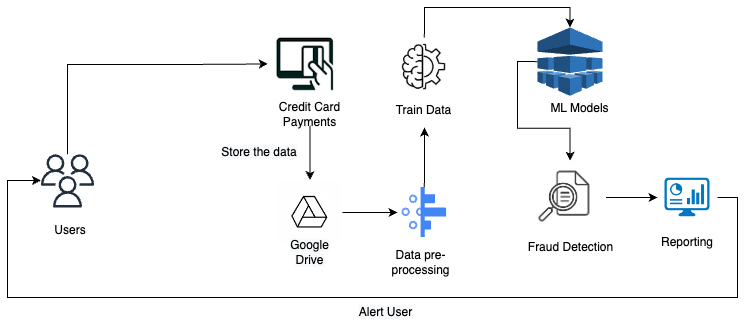 Credit Card
Payments
Train Data
ML Models
Store the data
Users
Google
Drive
Data pre-
processing
Fraud Detection
Reporting
Alert User